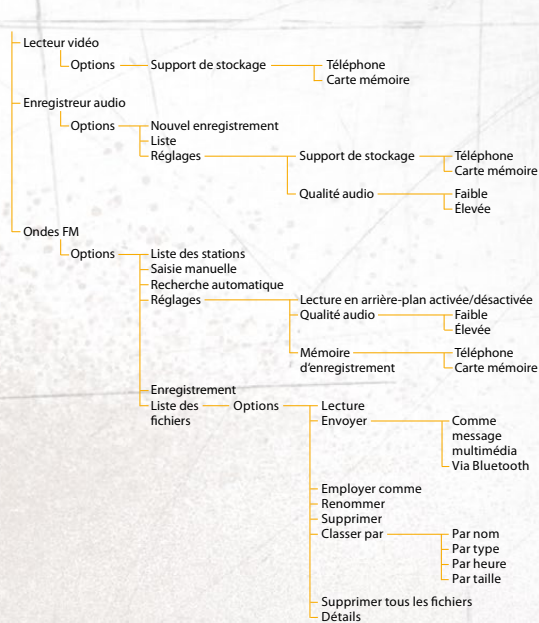 Lecteur vidéo
Options Support de stockage Téléphone
Carte mémoire
Enregistreur audio
Options Nouvel enregistrement
Liste
Réglages Support de stockage Téléphone
Carte mémoire
Qualité audio Faible
Élevée
Ondes FM
Options Liste des stations
Saisie manuelle
Recherche automatique
Réglages Lecture en arrière-plan activée/désactivée
Qualité audio Faible
Élevée
Mémoire Téléphone
d'enregistrement Carte mémoire
Enregistrement
Liste des Options Lecture
fichiers Envoyer Comme
message
multimédia
Via Bluetooth
Employer comme
Renommer
Supprimer
Classer par Par nom
Par type
Par heure
Par taille
Supprimer tous les fichiers
Détails